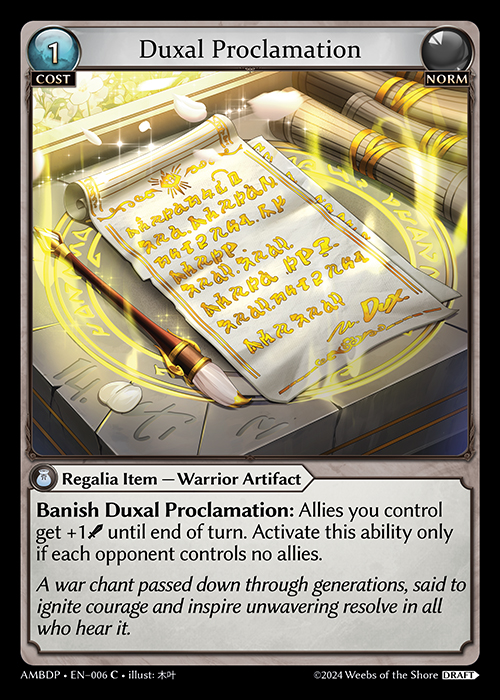 1
Duxal Proclamation
COST
NORM
Regalia Item — Warrior Artifact
Banish Duxal Proclamation: Allies you control
get +1 until end of turn. Activate this ability only
if each opponent controls no allies.
A war chant passed down through generations, said to
ignite courage and inspire unwavering resolve in all
who hear it.
AMBDP • EN–006 C • illust: 木叶
©2024 Weebs of the Shore DRAFT